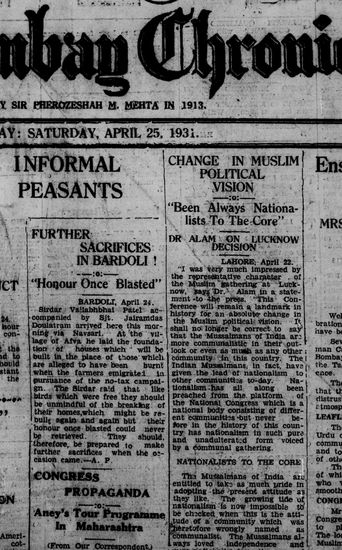 mbay Chronic
Y SIR PHEROZESHAH M. MEHTA IN 1913.
AY: SATURDAY, APRIL 25, 1931.
INFORMAL
PEASANTS
FURTHER
SACRIFICES
IN BARDOLI !
"Honour Once Blasted"
BARDOLI, April 24.
Sirdar Vallabhbhai Patel ac-
companied by Sjt. Jairamdas
Doulatram arrived here this mor-
ning via Navsari. At the vil-
lage of Afva he laid the founda-
tion of houses which will be
built in the place of those which
are alleged to have been burnt
when the farmers emigrated in
pursuance of the no-tax campai-
gn. The Sirdar said that like
birds which were free they should
be unmindful of the breaking of
their homes, which might be re-
built again and again but their
honour once blasted could never
be retrieved. They should,
therefore, be prepared to make
further sacrifices when the oc-
casion came.—A. P.
CONGRESS
PROPAGANDA
Aney's Tour Programme
In Maharashtra
(From Our Correspondent)
CHANGE IN MUSLIM
POLITICAL
VISION
"Been Always Nationa-
lists To The Core"
DR ALAM ON LUCKNOW
DECISION
LAHORE, April 22.
"I was very much impressed by
the representative character of
the Muslim gathering at Luck-
now," says Dr. Alam in a state-
ment to the press. "This Con-
ference will remain a landmark in
history for an absolute change in
the Muslim political vision. It
shall no longer be correct to say
that the Mussalmans of India are
more communalistic in their out-
look or even as much as any other
community in this country. The
Indian Musalmans, in fact, have
given the lead of nationalism to
other communities to-day. Na-
tionalism has all along been
preached from the platform of
the National Congress which is a
national body consisting of differ-
ent communities but never be-
fore in the history of this coun-
try has nationalism in such pure
and unadulterated form voiced
by a communal gathering.
NATIONALISTS TO THE CORE
The Mussalmans of India are
entitled to take as much pride in
adopting the present attitude as
they like. The growing tide of
nationalism is now impossible to
be checked when this is the atti-
tude of a community which was
heretofore wrongly named as
communalist. The Mussalmans al-
ways loved independence and
Ens
MRS